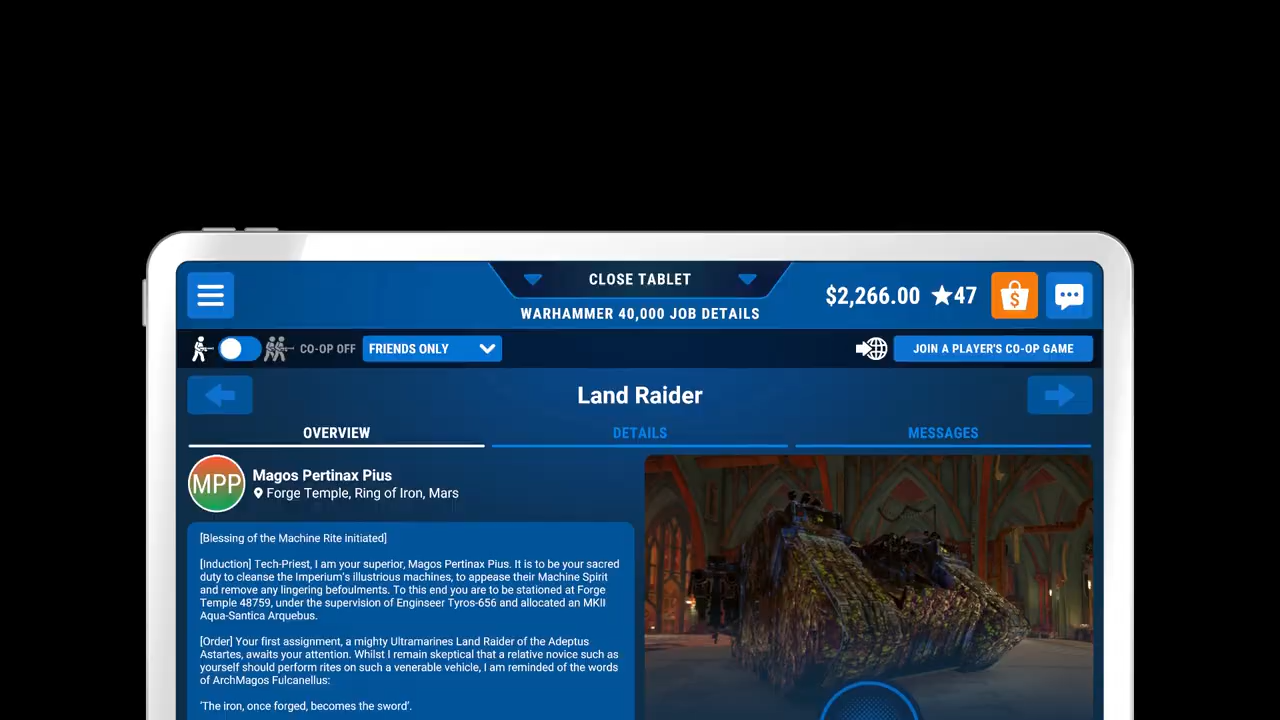 CLOSE TABLET
$2,266.00 ★47
WARHAMMER 40,000 JOB DETAILS
CO-OP OFF
FRIENDS ONLY
JOIN A PLAYER'S CO-OP GAME
Land Raider
OVERVIEW
DETAILS
MESSAGES
MPP
Magos Pertinax Pius
Forge Temple, Ring of Iron, Mars
[Blessing of the Machine Rite initiated]
[Induction] Tech-Priest, I am your superior, Magos Pertinax Pius. It is to be your sacred
duty to cleanse the Imperium's illustrious machines, to appease their Machine Spirit
and remove any lingering befoulments. To this end you are to be stationed at Forge
Temple 48759, under the supervision of Enginseer Tyros-656 and allocated an MKII
Aqua-Santica Arquebus.
[Order] Your first assignment, a mighty Ultramarines Land Raider of the Adeptus
Astartes, awaits your attention. Whilst I remain skeptical that a relative novice such as
yourself should perform rites on such a venerable vehicle, I am reminded of the words
of ArchMagos Fulcanellus:
'The iron, once forged, becomes the sword'.